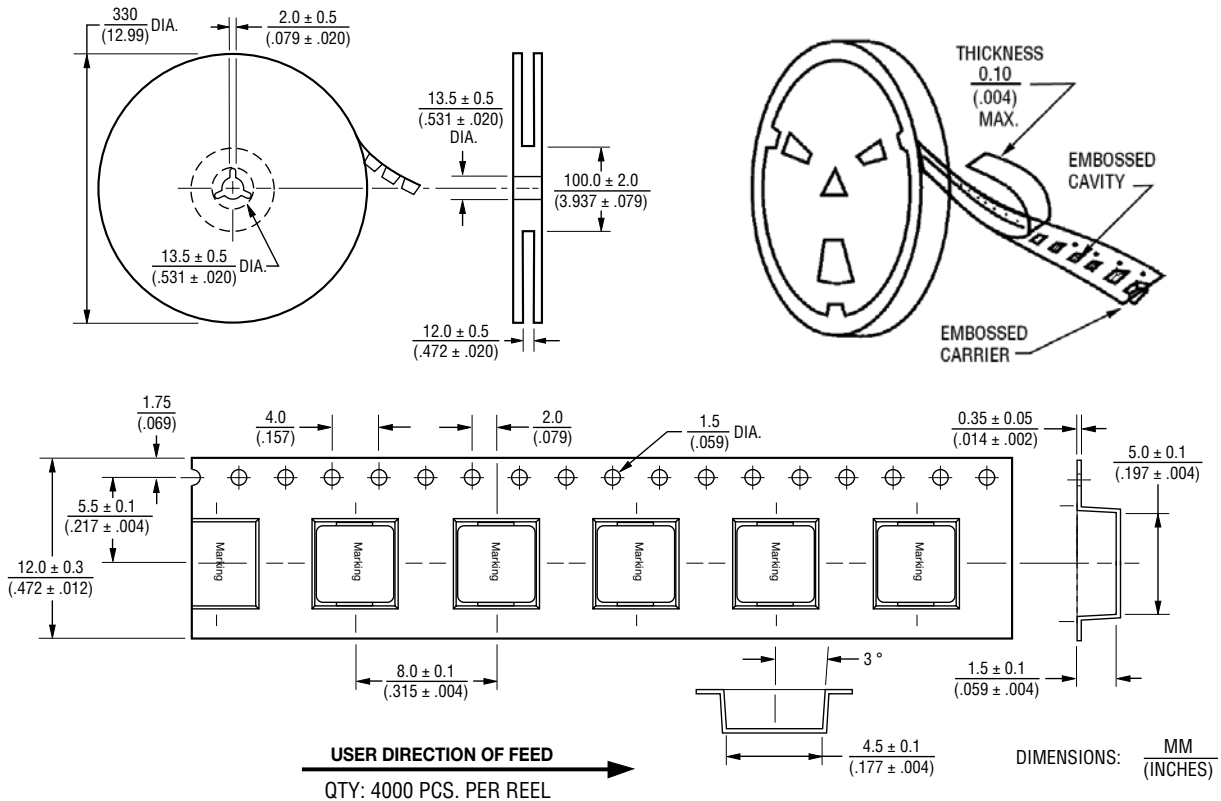 330
(12.99)
DIA.
2.0 ± 0.5
(.079 ± .020)
13.5 ± 0.5
(.531 ± .020)
DIA.
100.0 ± 2.0
(3.937 ± .079)
13.5 ± 0.5
(.531 ± .020)
DIA.
12.0 ± 0.5
(.472 ± .020)
THICKNESS
0.10
(.004)
MAX.
EMBOSSED
CAVITY
EMBOSSED
CARRIER
1.75
(.069)
4.0
(.157)
2.0
(.079)
1.5
(.059)
DIA.
0.35 ± 0.05
(.014 ± .002)
5.0 ± 0.1
(.197 ± .004)
5.5 ± 0.1
(.217 ± .004)
12.0 ± 0.3
(.472 ± .012)
Marking
Marking
Marking
Marking
Marking
Marking
8.0 ± 0.1
(.315 ± .004)
3 °
1.5 ± 0.1
(.059 ± .004)
4.5 ± 0.1
(.177 ± .004)
USER DIRECTION OF FEED
QTY: 4000 PCS. PER REEL
DIMENSIONS:
MM
(INCHES)